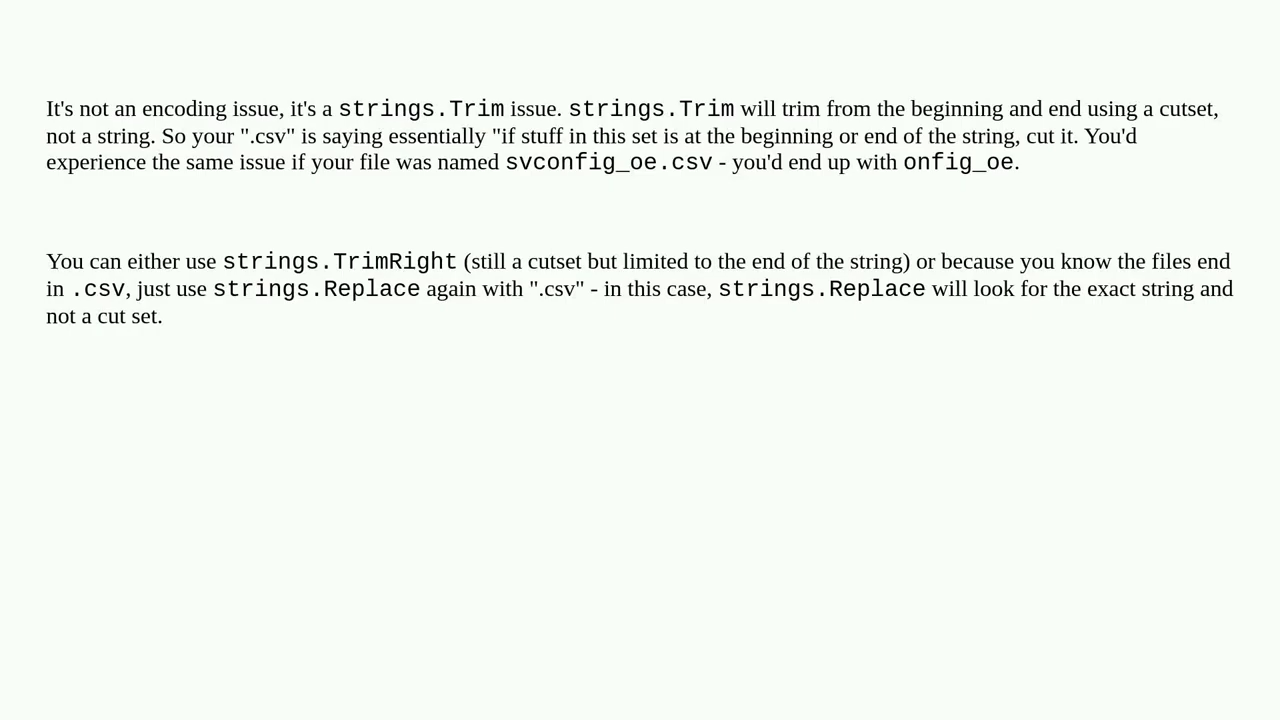 It's not an encoding issue, it's a strings.Trim issue. strings.Trim will trim from the beginning and end using a cutset,
not a string. So your ".csv" is saying essentially "if stuff in this set is at the beginning or end of the string, cut it. You'd
experience the same issue if your file was named svconfig_oe.csv - you'd end up with onfig_oe.
You can either use strings.TrimRight (still a cutset but limited to the end of the string) or because you know the files end
in .csv, just use strings.Replace again with ".csv" - in this case, strings.Replace will look for the exact string and
not a cut set.